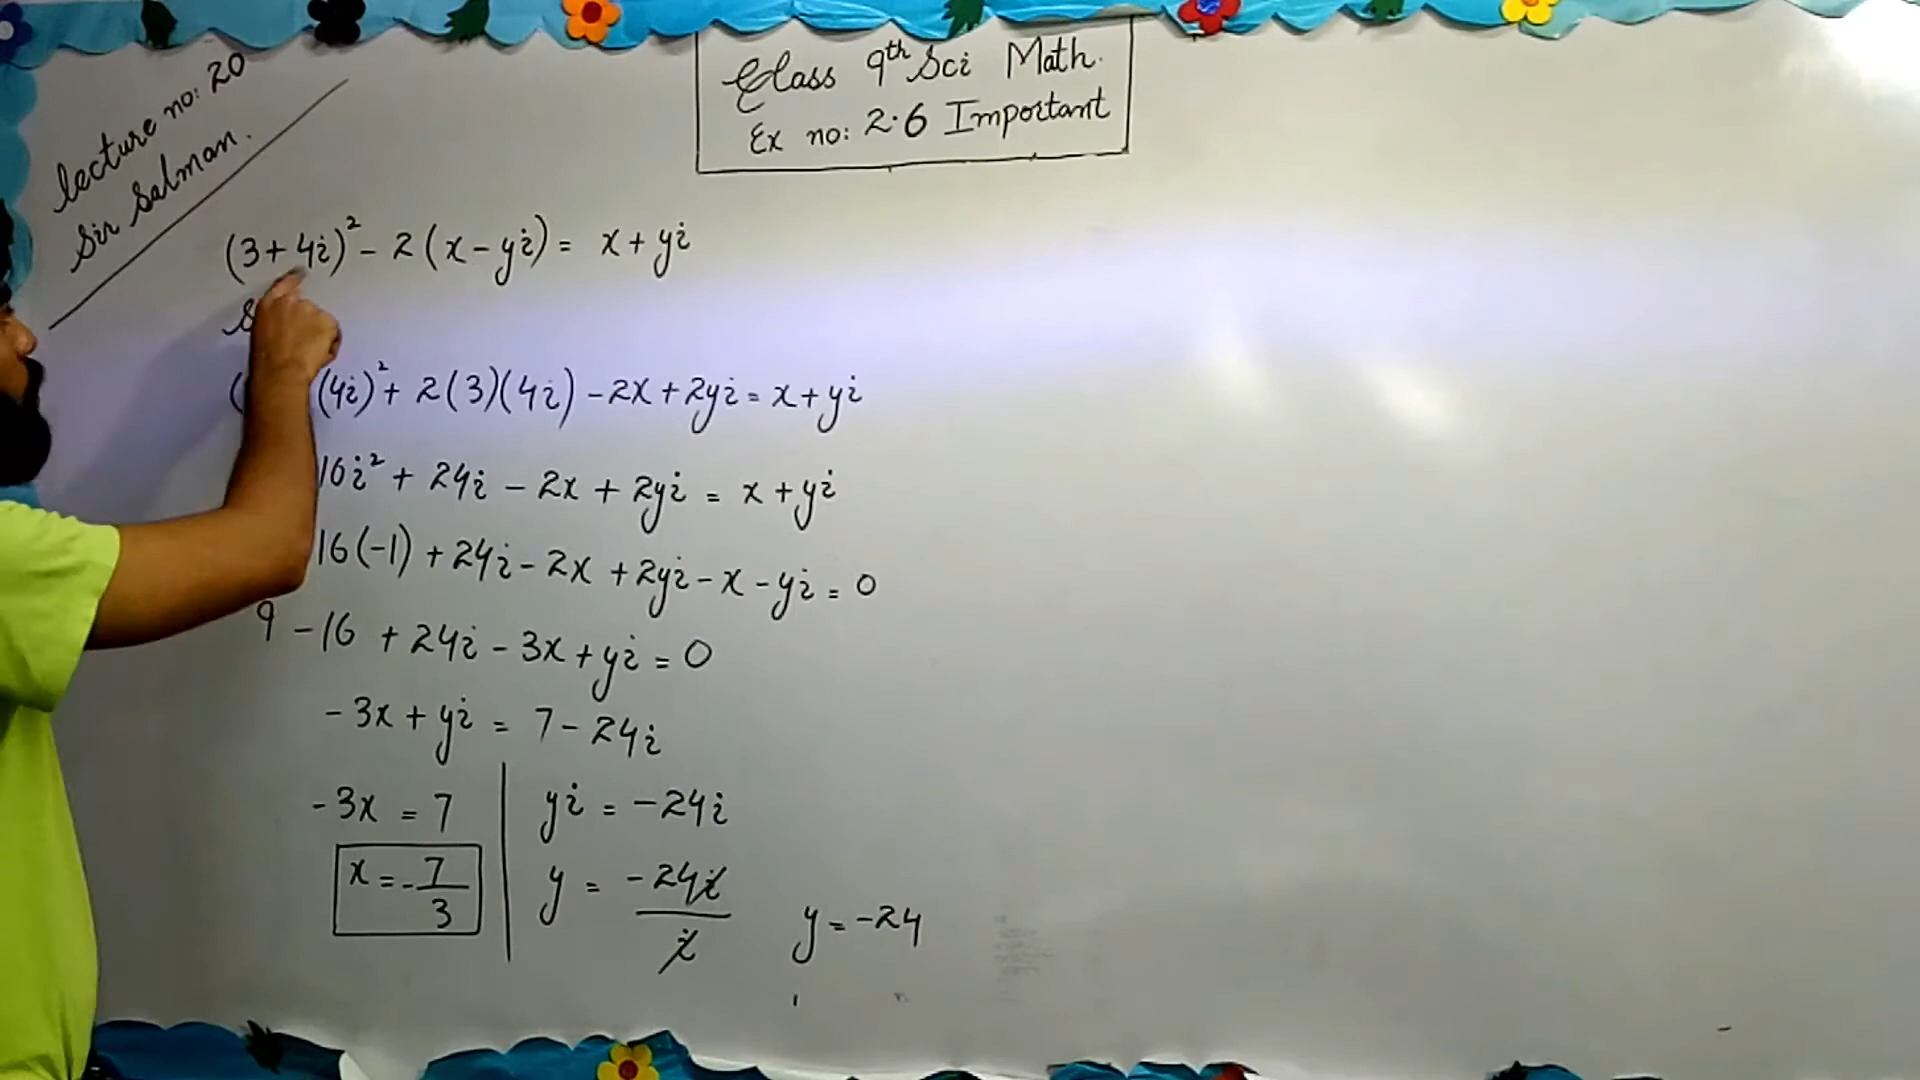 lecture no: 20
Sir Salman.
Class 9th Sci Math.
Ex no: 2.6 Important
(3+4i)² - 2(x-yi) = x+yi
(4i)² + 2(3)(4i) - 2x + 2yi = x+yi
16i² + 24i - 2x + 2yi = x+yi
16(-1) + 24i - 2x + 2yi - x - yi = 0
9 - 16 + 24i - 3x + yi = 0
-3x + yi = 7 - 24i
-3x = 7
x = -7/3
yi = -24i
y = -24i/i
y = -24